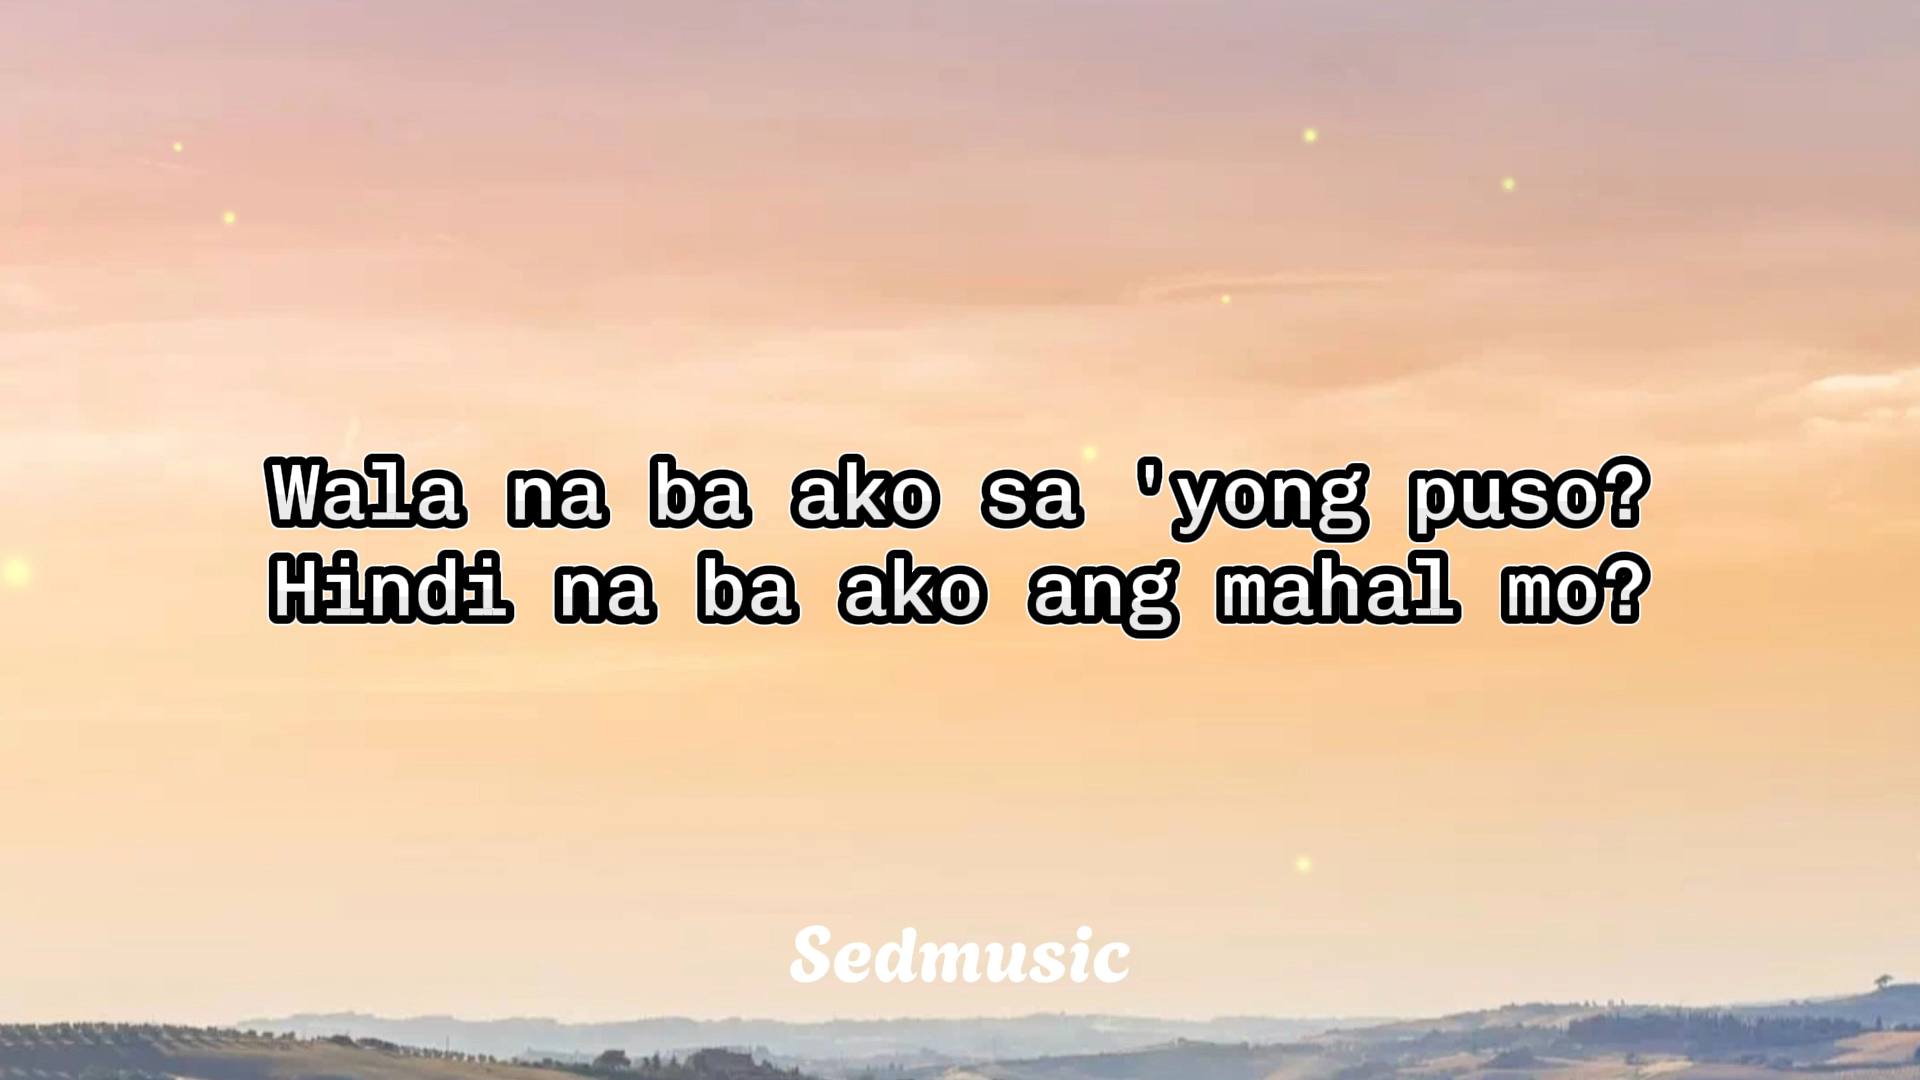 Wala na ba ako sa 'yong puso?
Hindi na ba ako ang mahal mo?
Sedmusic